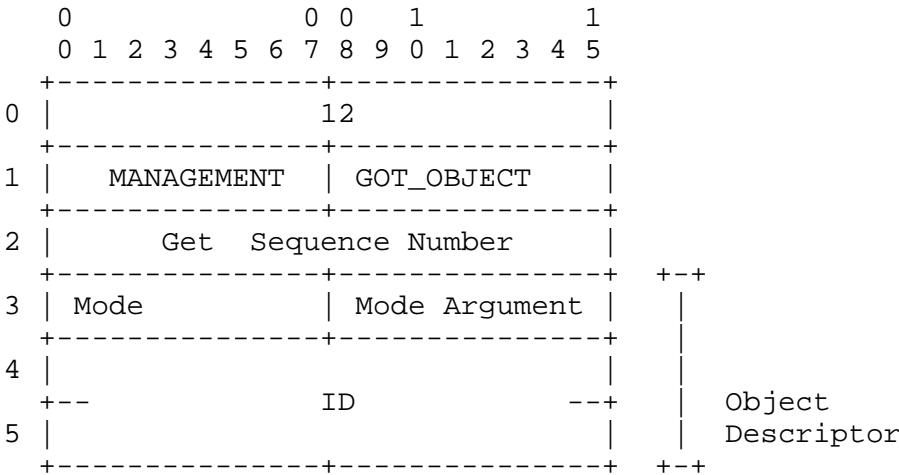 0             0 0   1         1
0 1 2 3 4 5 6 7 8 9 0 1 2 3 4 5
+---------------+---------------+
0 |               12              |
+---------------+---------------+
1 |   MANAGEMENT  | GOT_OBJECT    |
+---------------+---------------+
2 |      Get  Sequence Number     |
+---------------+---------------+  +-+
3 | Mode          | Mode Argument |   |
+---------------+---------------+   |
4 |                               |   |
+--             ID            --+   |  Object
5 |                               |   |  Descriptor
+---------------+---------------+  +-+